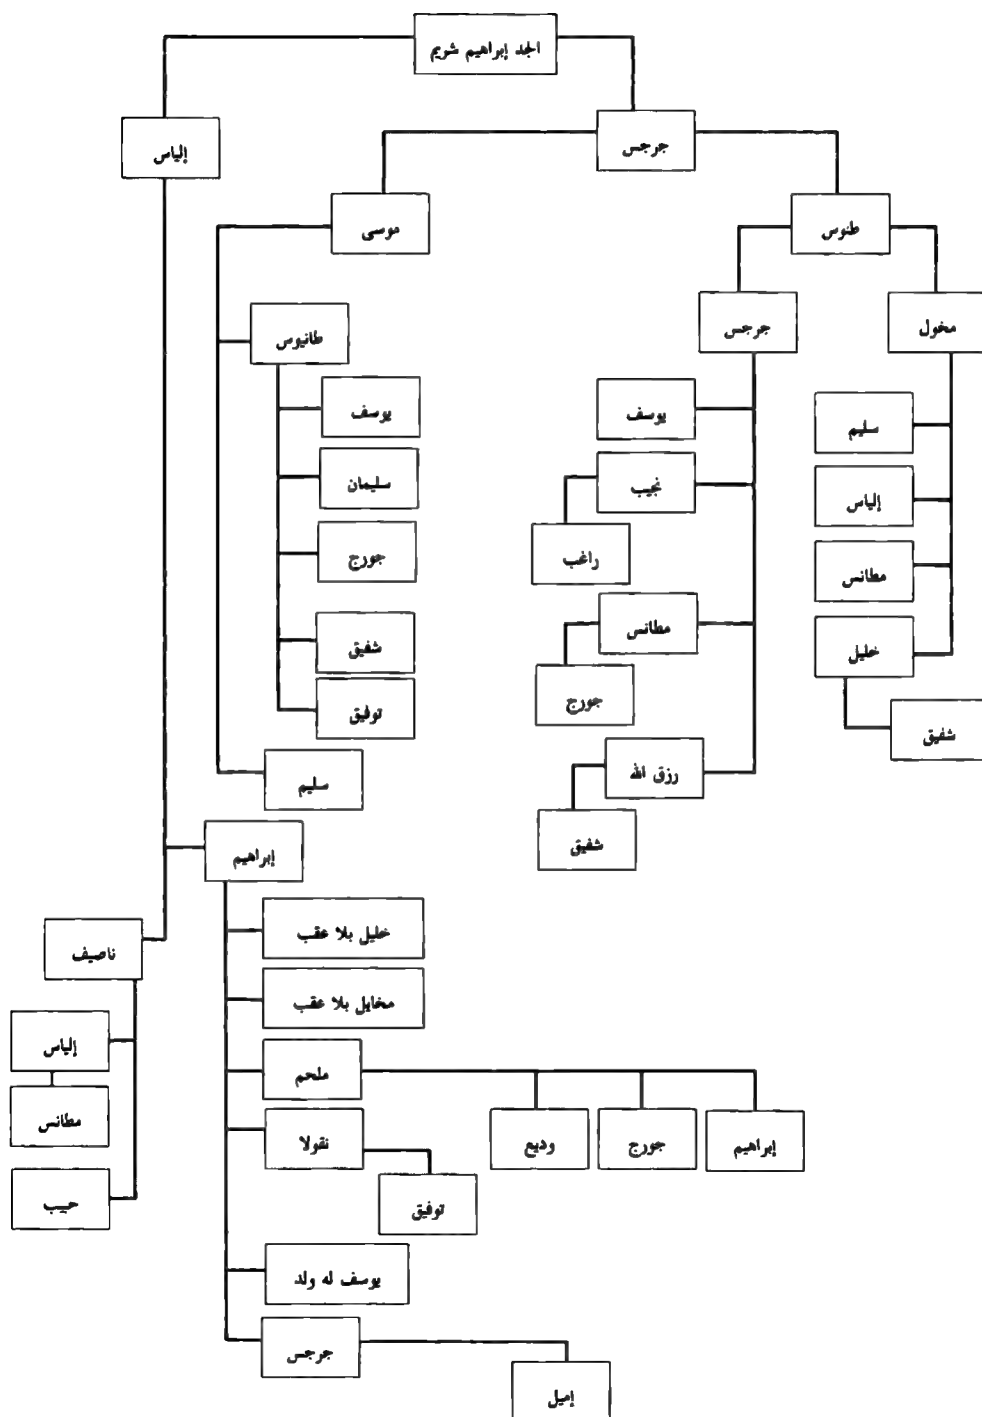 الجد إبراهيم شويم
جرجس
إلياس
طنوس
موسى
مخول
جرجس
طانيوس
سليم
إلياس
مطانس
خليل
شفيق
يوسف
نجيب
راغب
مطانس
جورج
رزق الله
شفيق
يوسف
سليمان
جورج
شفيق
توفيق
سليم
إبراهيم
ناصيف
خليل بلا عقب
مخايل بلا عقب
ملحم
إبراهيم
جورج
وديع
نقولا
توفيق
يوسف له ولد
جرجس
إميل
إلياس
مطانس
حبيب